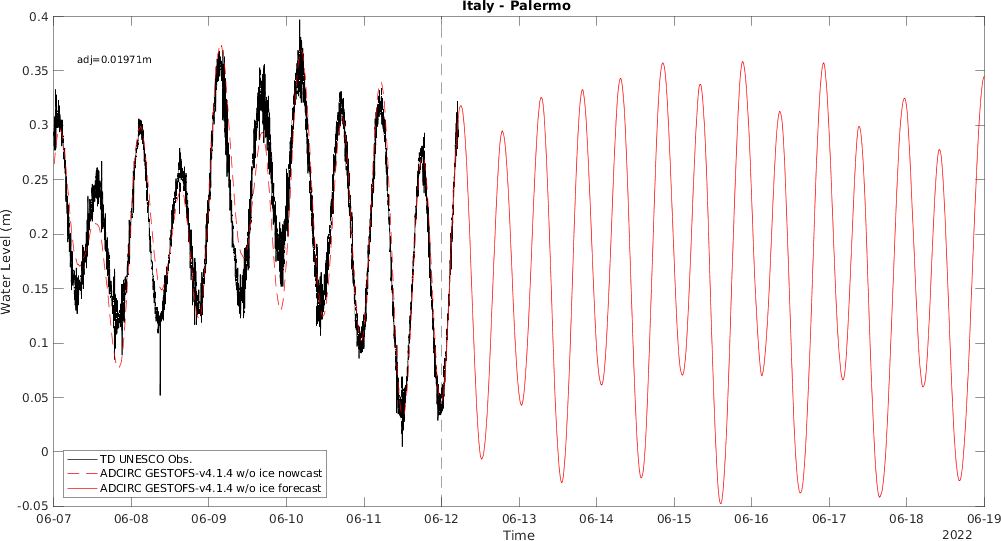 Italy - Palermo
adj=0.01971m
Water Level (m)
0.4
0.35
0.3
0.25
0.2
0.15
0.1
0.05
0
-0.05
TD UNESCO Obs.
ADCIRC GESTOFS-v4.1.4 w/o ice nowcast
ADCIRC GESTOFS-v4.1.4 w/o ice forecast
06-07 06-08 06-09 06-10 06-11 06-12 06-13 06-14 06-15 06-16 06-17 06-18 06-19
Time
2022